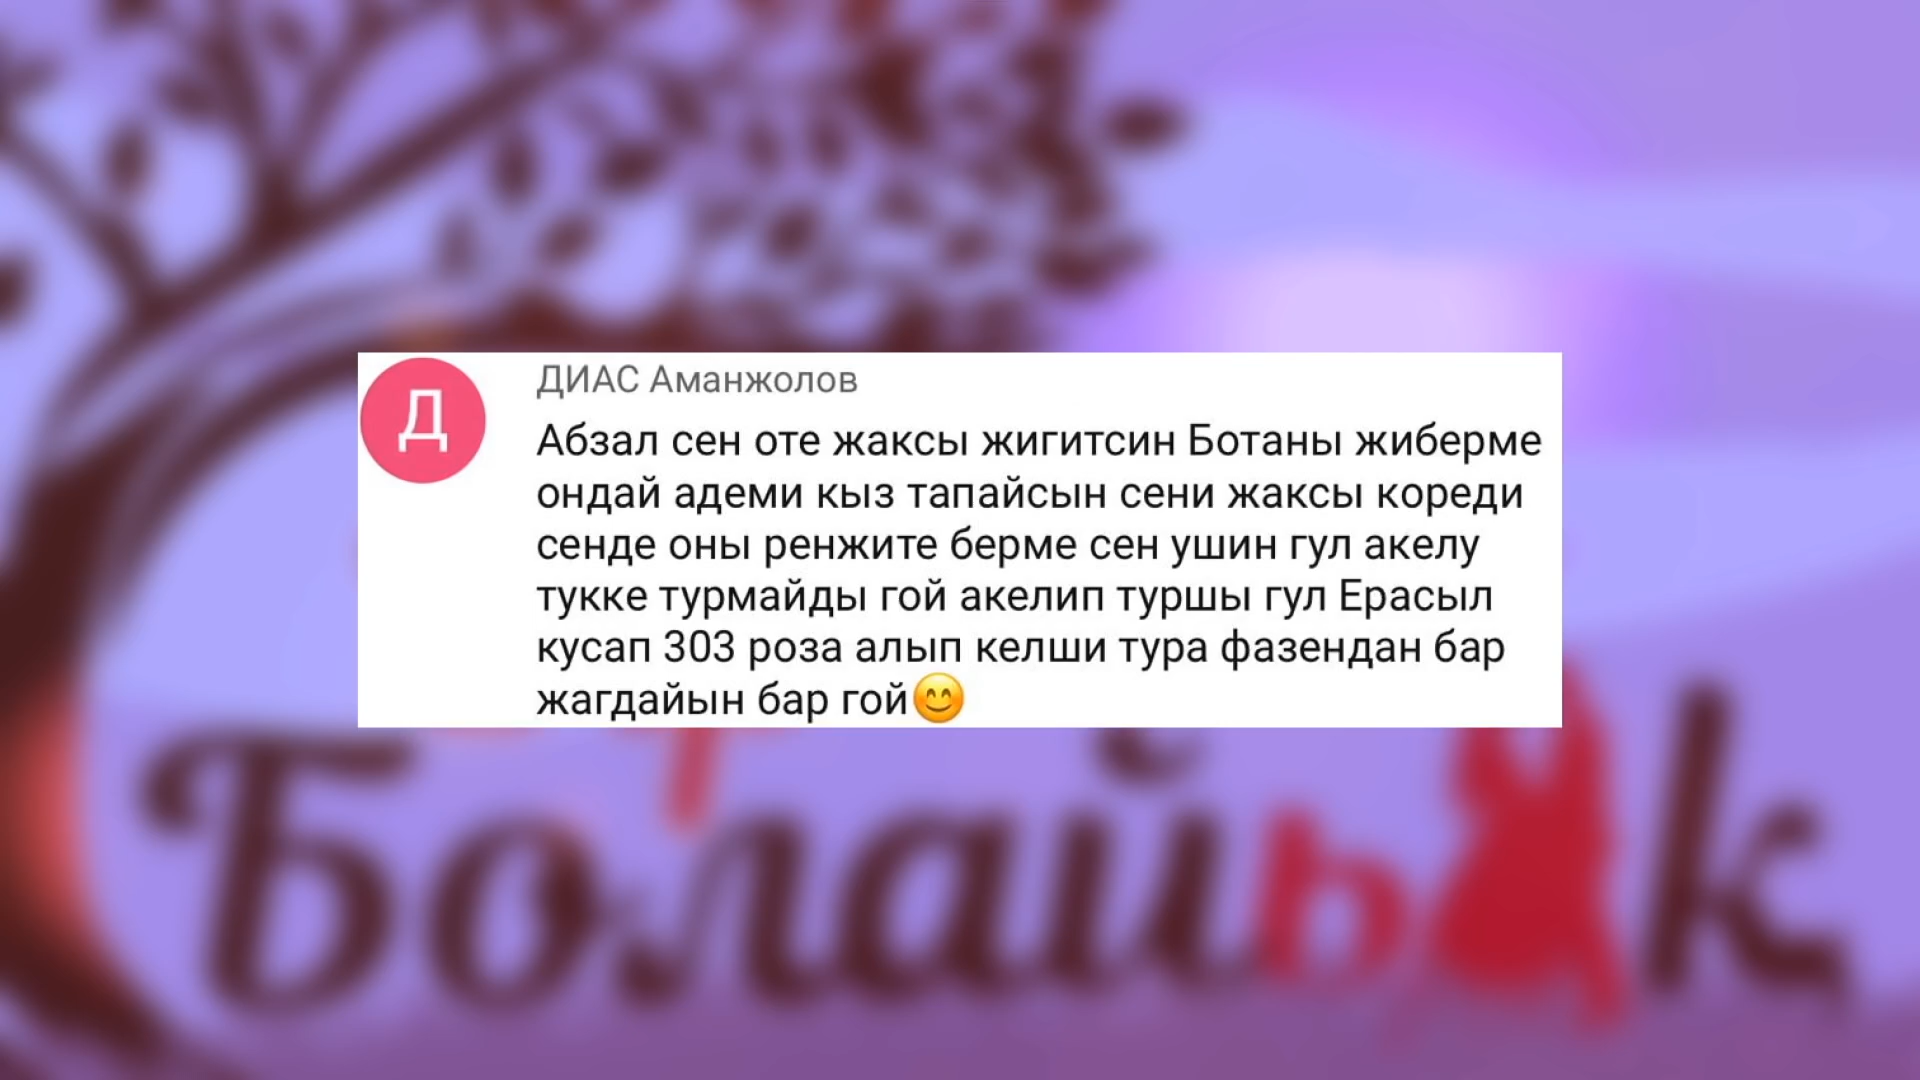 Д
ДИАС Аманжолов
Абзал сен оте жаксы жигитсин Ботаны жиберме
ондай адеми кыз тапайсын сени жаксы кореди
сенде оны ренжите берме сен ушин гул акелу
тукке турмайды гой акелип туршы гул Ерасыл
кусап 303 роза алып келши тура фазендан бар
жагдайын бар гой😊
Болайық